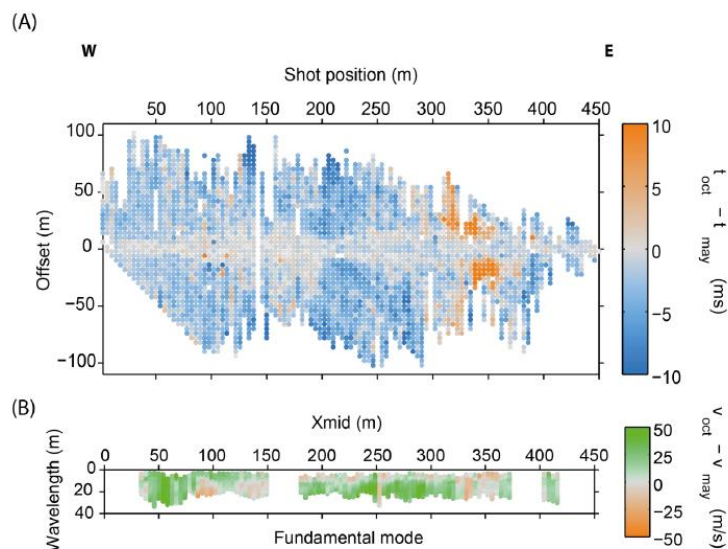 (A)
W E
Shot position (m)
50 100 150 200 250 300 350 400 450
100
50
0
−50
−100
Offset (m)
10
5
0
−5
−10
t oct − t may (ms)
(B)
Xmid (m)
0 50 100 150 200 250 300 350 400 450
0
20
40
Wavelength (m)
Fundamental mode
50
25
0
−25
−50
v oct − v may (m/s)